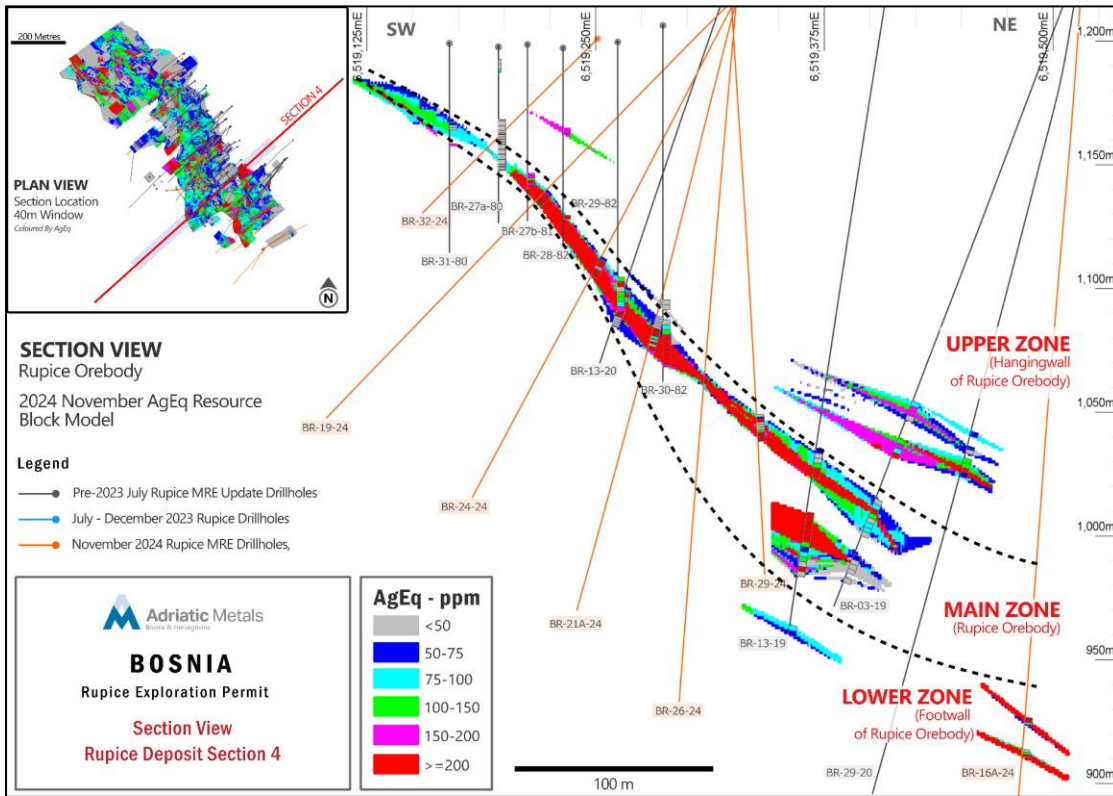 200 Metres
SECTION 4
PLAN VIEW
Section Location
40m Window
Coloured By AgEq
N
SW
NE
6,519,125mE
6,519,250mE
6,519,375mE
6,519,500mE
1,200m
1,150m
1,100m
1,050m
1,000m
950m
900m
BR-32-24
BR-27a-80
BR-29-82
BR-31-80
BR-27b-81
BR-28-82
BR-13-20
BR-30-82
BR-19-24
BR-24-24
BR-21A-24
BR-26-24
BR-29-24
BR-03-19
BR-13-19
BR-29-20
BR-16A-24
UPPER ZONE
(Hangingwall
of Rupice Orebody)
MAIN ZONE
(Rupice Orebody)
LOWER ZONE
(Footwall
of Rupice Orebody)
SECTION VIEW
Rupice Orebody
2024 November AgEq Resource
Block Model
Legend
Pre-2023 July Rupice MRE Update Drillholes
July - December 2023 Rupice Drillholes
November 2024 Rupice MRE Drillholes,
Adriatic Metals
Bosnia & Herzegovina
BOSNIA
Rupice Exploration Permit
Section View
Rupice Deposit Section 4
AgEq - ppm
<50
50-75
75-100
100-150
150-200
>=200
100 m